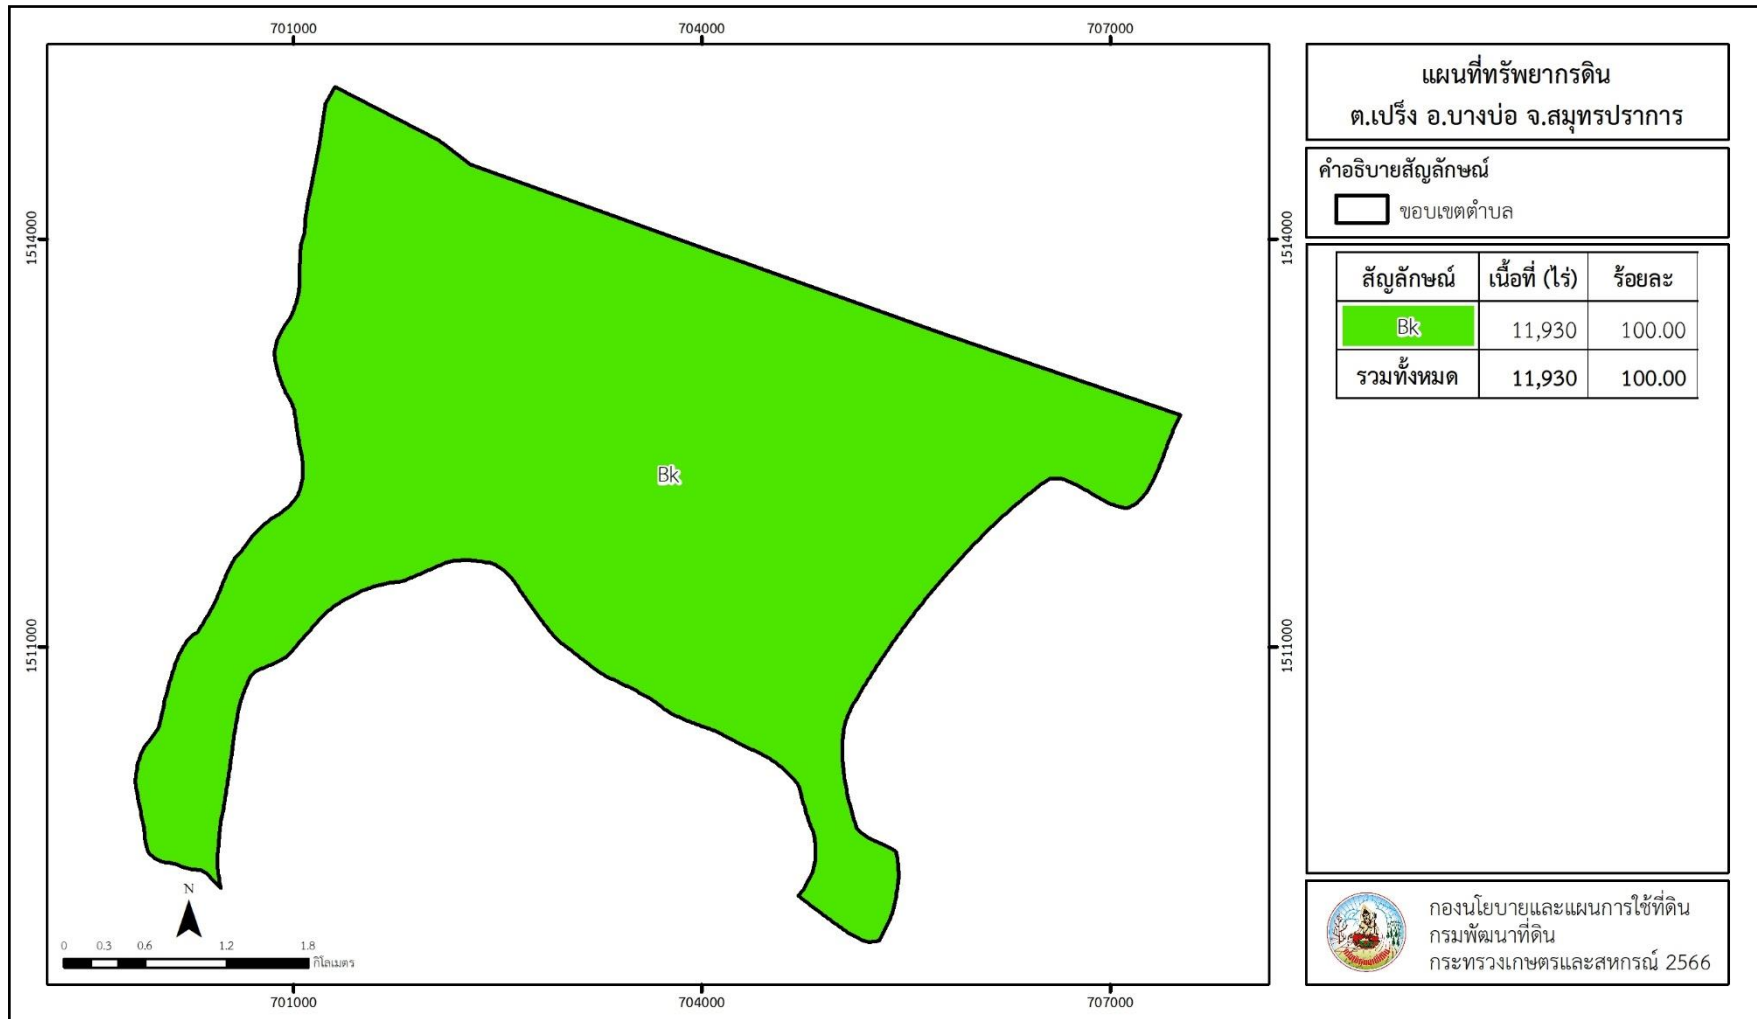 701000
704000
707000
1514000
1514000
1511000
1511000
Bk
N
0 0.3 0.6 1.2 1.8
กิโลเมตร
701000
704000
707000
แผนที่ทรัพยากรดิน
ต.เปร็ง อ.บางบ่อ จ.สมุทรปราการ
คำอธิบายสัญลักษณ์
ขอบเขตตำบล
สัญลักษณ์ เนื้อที่ (ไร่) ร้อยละ
Bk 11,930 100.00
รวมทั้งหมด 11,930 100.00
กองนโยบายและแผนการใช้ที่ดิน
กรมพัฒนาที่ดิน
กระทรวงเกษตรและสหกรณ์ 2566